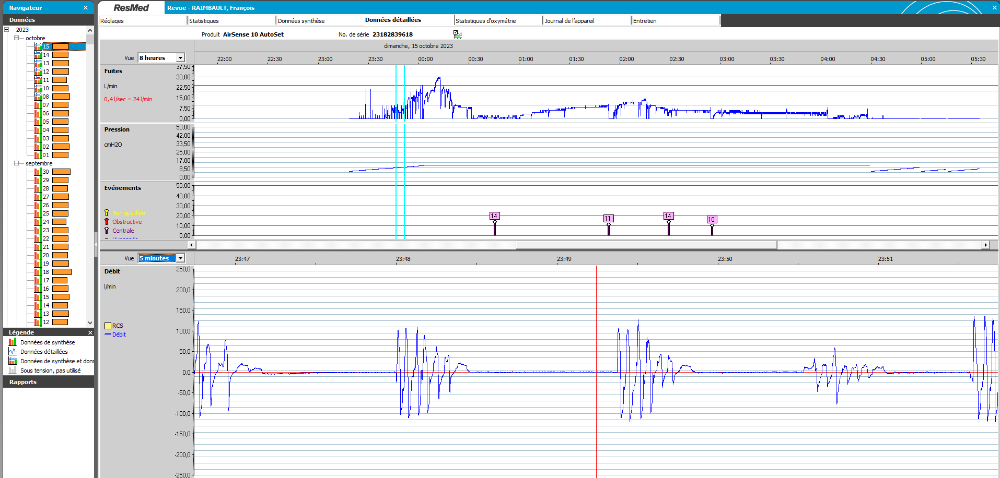 Navigateur
ResMed
Revue - RAIMBAULT, François
Données
Réglages
Statistiques
Données synthèse
Données détaillées
Statistiques d'oxymétrie
Journal de l'appareil
Entretien
2023
octobre
15
14
13
12
11
10
08
07
06
05
04
03
02
01
septembre
30
29
28
27
26
25
24
23
22
21
20
19
18
17
16
15
14
13
12
Légende
Données de synthèse
Données détaillées
Données de synthèse et donr
Sous tension, pas utilisé
Rapports
Produit AirSense 10 AutoSet
No. de série 23182839618
dimanche, 15 octobre 2023
Vue 8 heures
22:00 22:30 23:00 23:30 00:00 00:30 01:00 01:30 02:00 02:30 03:00 03:30 04:00 04:30 05:00 05:30
Fuites
L/min
0,4 l/sec = 24 l/min
37,50
30,00
22,50
15,00
7,50
0,00
Pression
cmH2O
50,00
42,00
33,50
25,00
17,00
8,50
0,00
Evénements
50,00
40,00
30,00
20,00
10,00
0,00
Non qualifiée
Obstructive
Centrale
14
11
14
10
Vue 5 minutes
23:47 23:48 23:49 23:50 23:51
Débit
l/min
RCS
Débit
250,0
200,0
150,0
100,0
50,0
0,0
-50,0
-100,0
-150,0
-200,0
-250,0